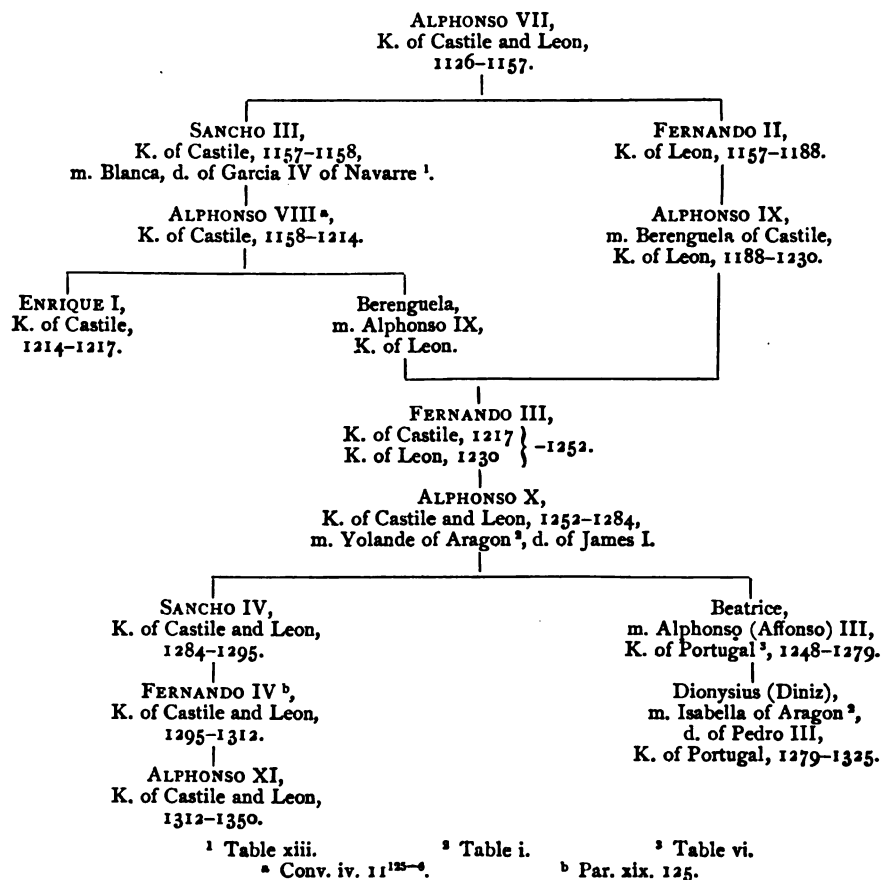 ALPHONSO VII,
K. of Castile and Leon,
1126–1157.
SANCHO III,
K. of Castile, 1157–1158,
m. Blanca, d. of Garcia IV of Navarre ¹.
FERNANDO II,
K. of Leon, 1157–1188.
ALPHONSO VIII ᵃ,
K. of Castile, 1158–1214.
ALPHONSO IX,
m. Berenguela of Castile,
K. of Leon, 1188–1230.
ENRIQUE I,
K. of Castile,
1214–1217.
Berenguela,
m. Alphonso IX,
K. of Leon.
FERNANDO III,
K. of Castile, 1217
K. of Leon, 1230 } –1252.
ALPHONSO X,
K. of Castile and Leon, 1252–1284,
m. Yolande of Aragon ², d. of James I.
SANCHO IV,
K. of Castile and Leon,
1284–1295.
Beatrice,
m. Alphonso (Affonso) III,
K. of Portugal ³, 1248–1279.
FERNANDO IV ᵇ,
K. of Castile and Leon,
1295–1312.
Dionysius (Diniz),
m. Isabella of Aragon ²,
d. of Pedro III,
K. of Portugal, 1279–1325.
ALPHONSO XI,
K. of Castile and Leon,
1312–1350.
¹ Table xiii. ² Table i. ³ Table vi.
ᵃ Conv. iv. 11¹²⁵⁻⁶. ᵇ Par. xix. 125.